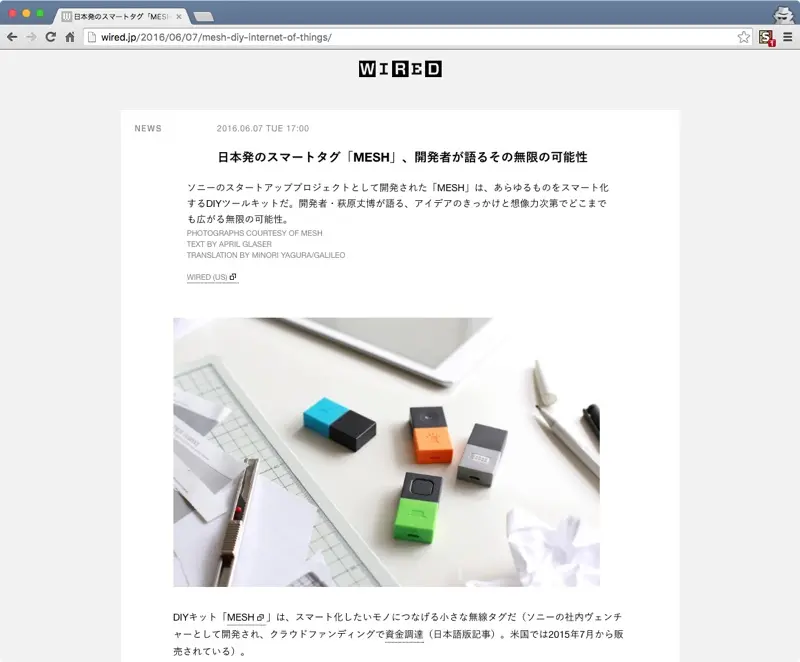 日本発のスマートタグ「MESH
wired.jp/2016/06/07/mesh-diy-internet-of-things/
WIRED
NEWS
2016.06.07 TUE 17:00
日本発のスマートタグ「MESH」、開発者が語るその無限の可能性
ソニーのスタートアッププロジェクトとして開発された「MESH」は、あらゆるものをスマート化
するDIYツールキットだ。開発者・萩原丈博が語る、アイデアのきっかけと想像力次第でどこまで
も広がる無限の可能性。
PHOTOGRAPHS COURTESY OF MESH
TEXT BY APRIL GLASER
TRANSLATION BY MINORI YAGURA/GALILEO
WIRED (US)
DIYキット「MESH」は、スマート化したいモノにつなげる小さな無線タグだ（ソニーの社内ヴェンチ
ャーとして開発され、クラウドファンディングで資金調達（日本語版記事）。米国では2015年7月から販
売されている）。